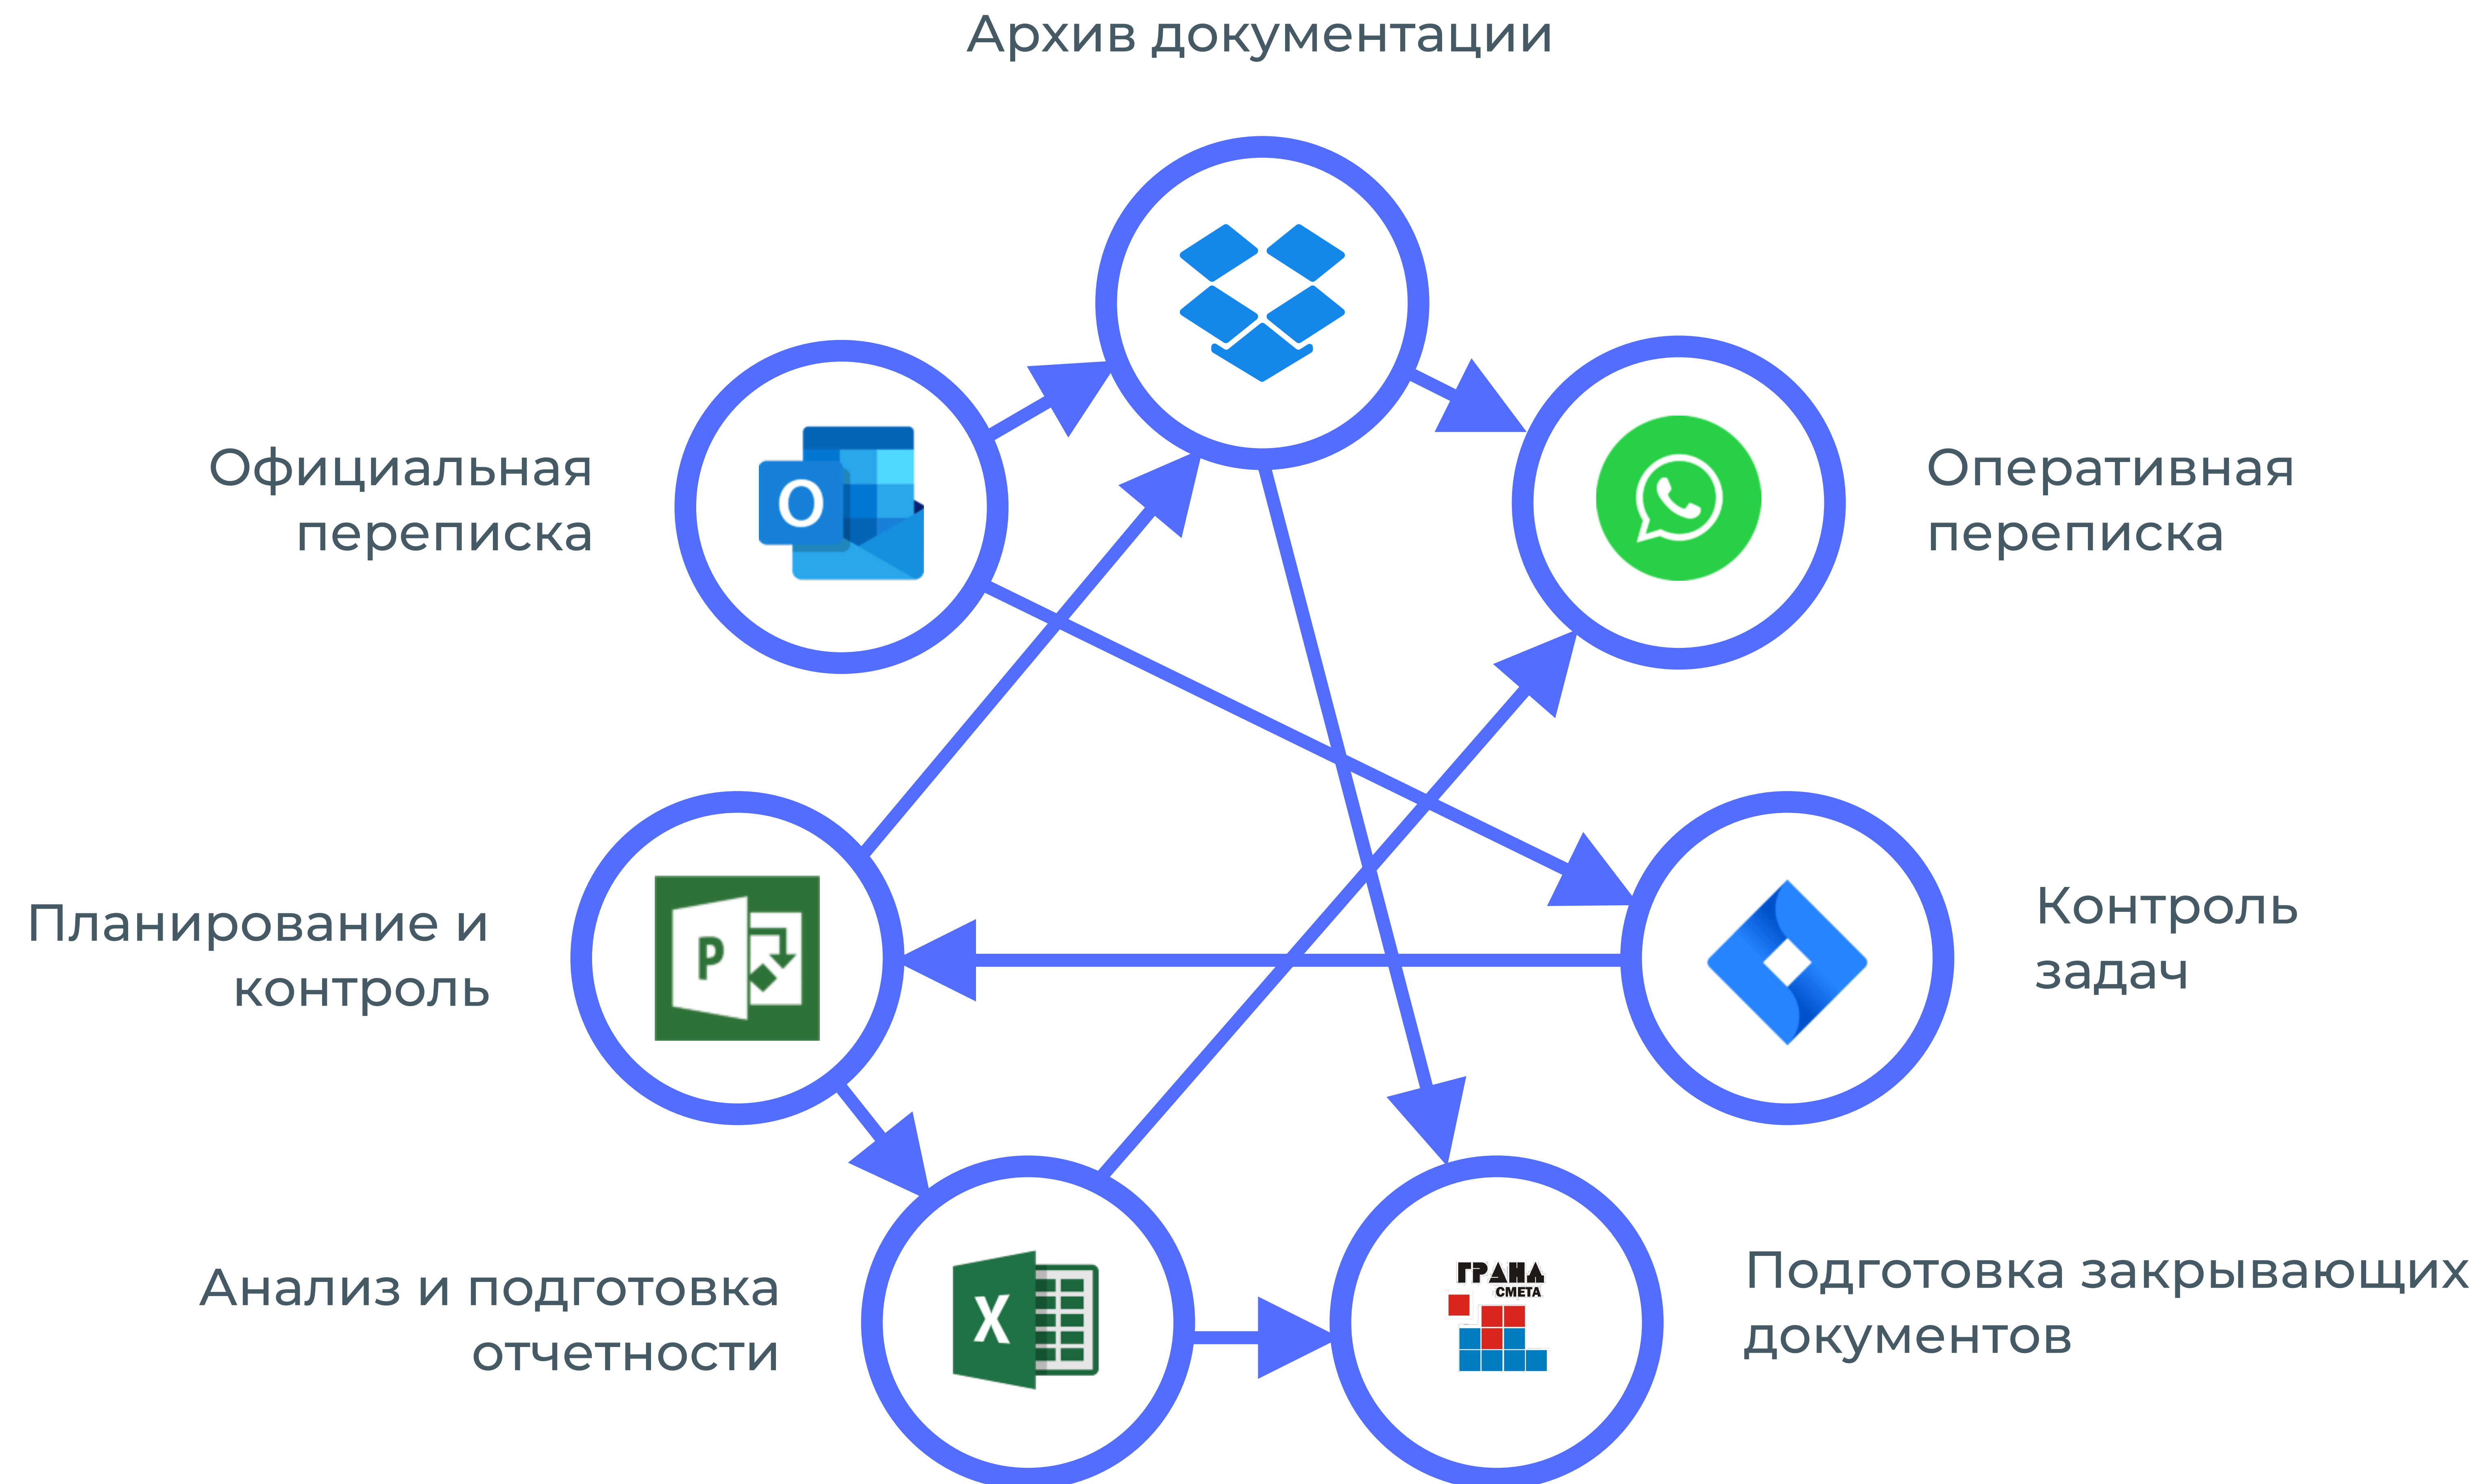 Архив документации
Официальная
переписка
O
Оперативная
переписка
Планирование и
контроль
P
Контроль
задач
Анализ и подготовка
отчетности
X
ГРАНД
СМЕТА
Подготовка закрывающих
документов